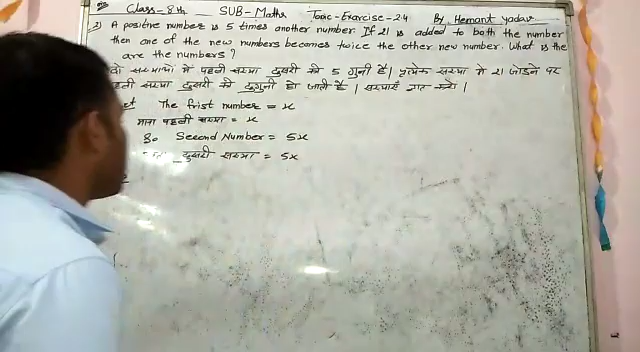 Class-8th SUB-Maths Topic-Exercise-2.4 By. Hemant yadav
2) A positive number is 5 times another number. If 21 is added to both the number
then one of the new numbers becomes twice the other new number. What is the
are the numbers?
दो संख्याओं में पहली संख्या दूसरी की 5 गुनी है। प्रत्येक संख्या में 21 जोड़ने पर
पहली संख्या दूसरी की दुगुनी हो जाती है। संख्याएँ ज्ञात करो।
The frist number = x
माना पहली संख्या = x
So Second Number = 5x
दूसरी संख्या = 5x